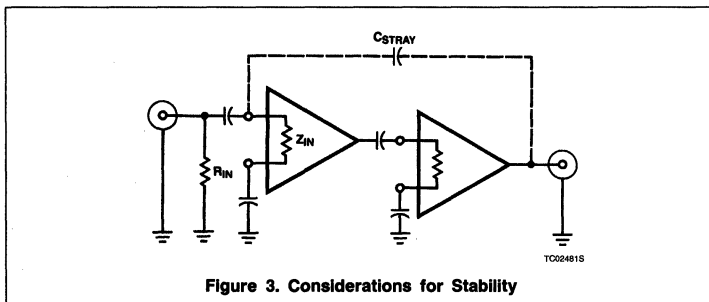 CSTRAY
ZIN
RIN
TC02481S
Figure 3. Considerations for Stability